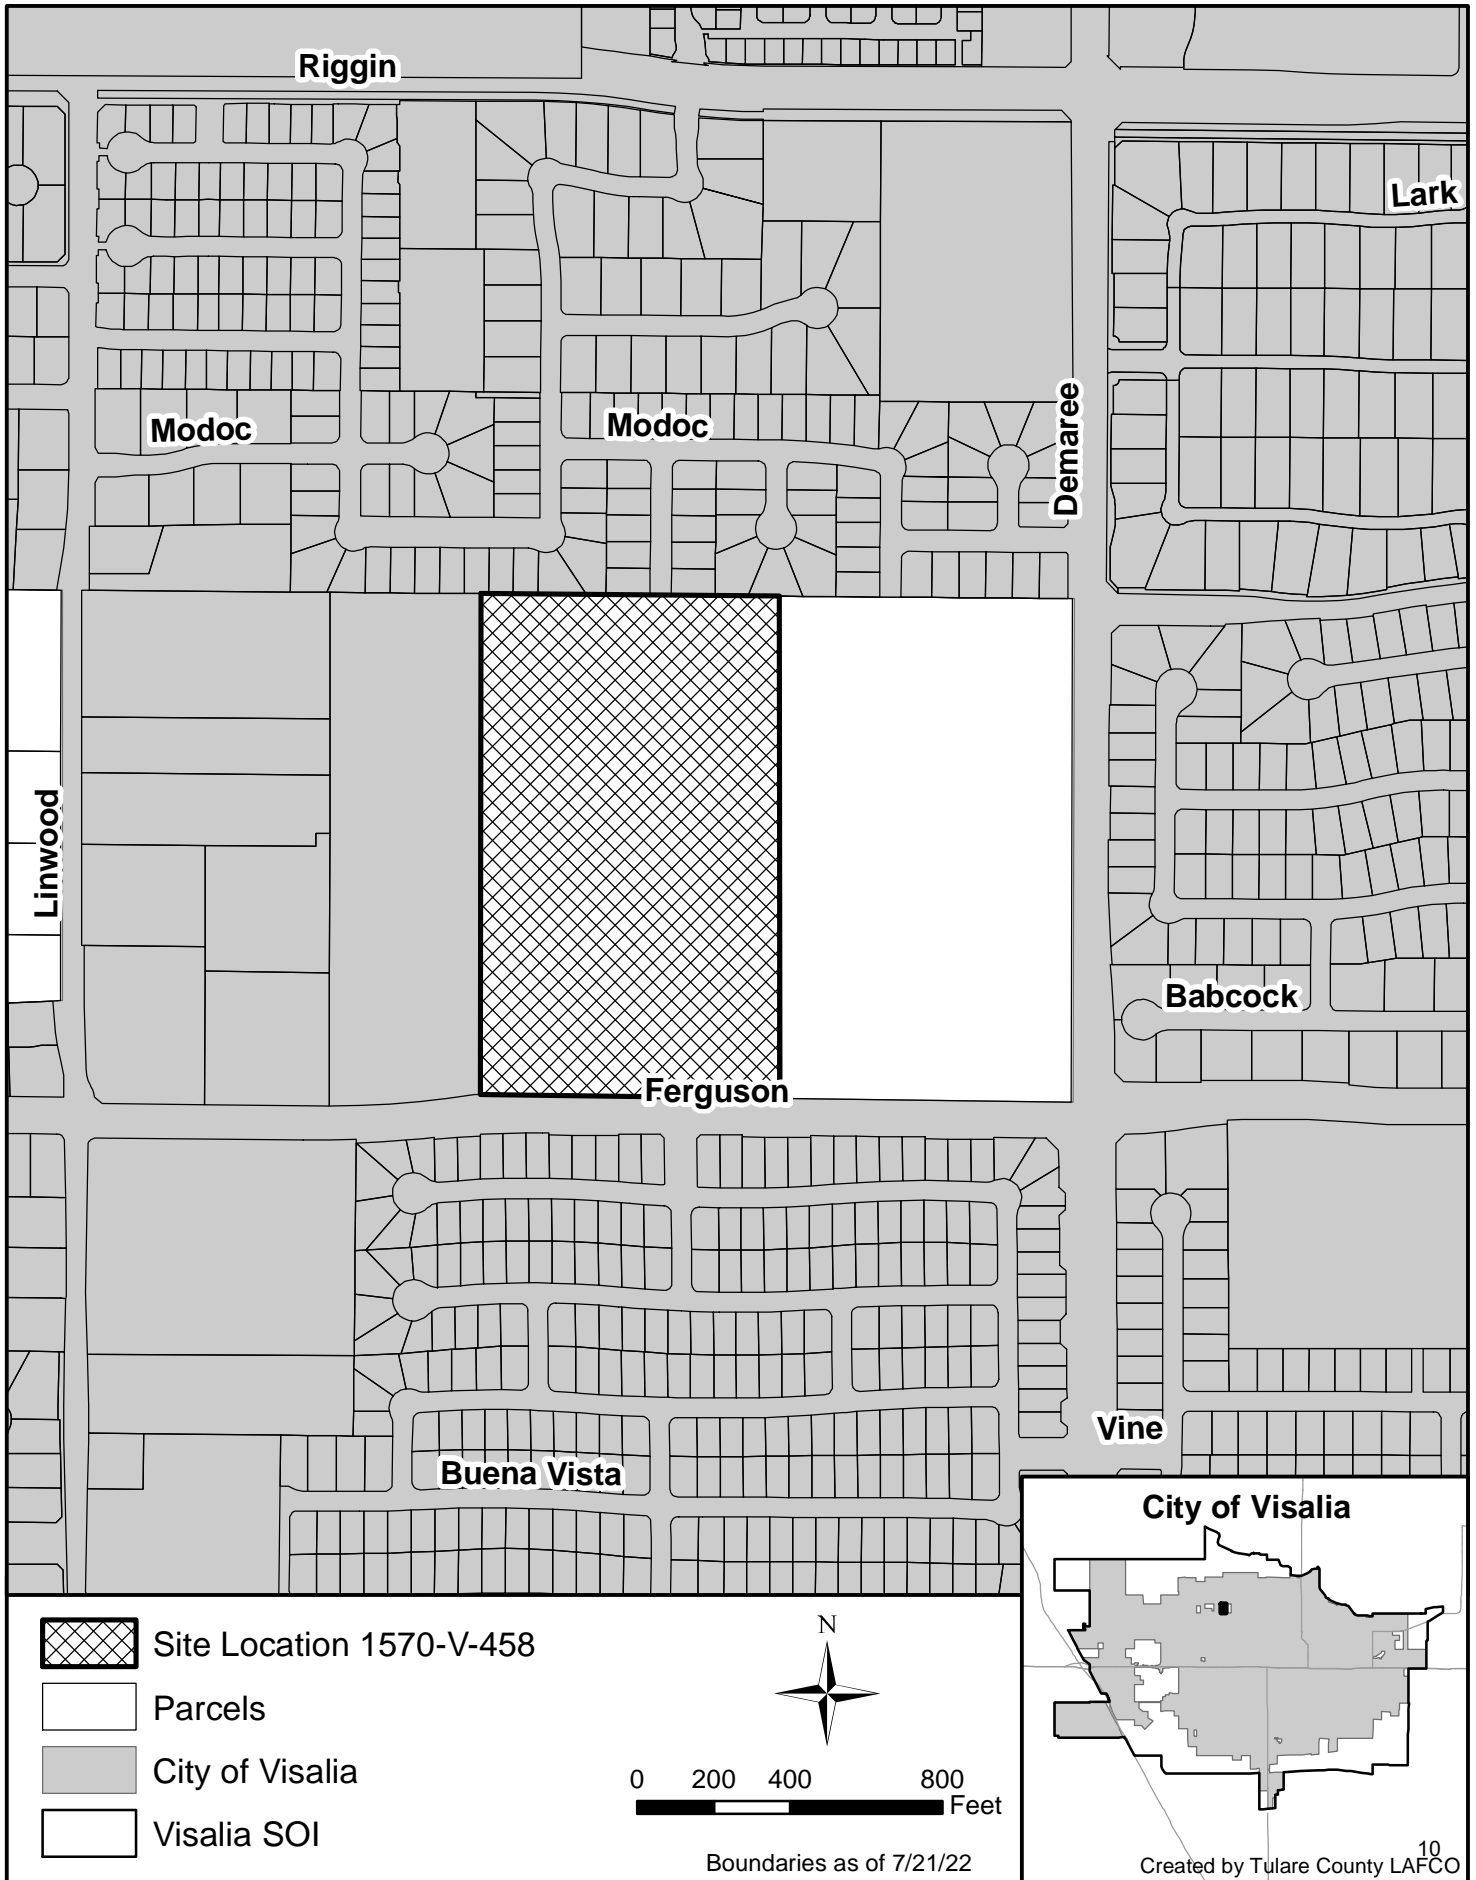 Riggin
Lark
Modoc
Modoc
Demaree
Linwood
Babcock
Ferguson
Vine
Buena Vista
City of Visalia
Site Location 1570-V-458
Parcels
City of Visalia
Visalia SOI
N
0 200 400 800
Feet
Boundaries as of 7/21/22
10
Created by Tulare County LAFCO